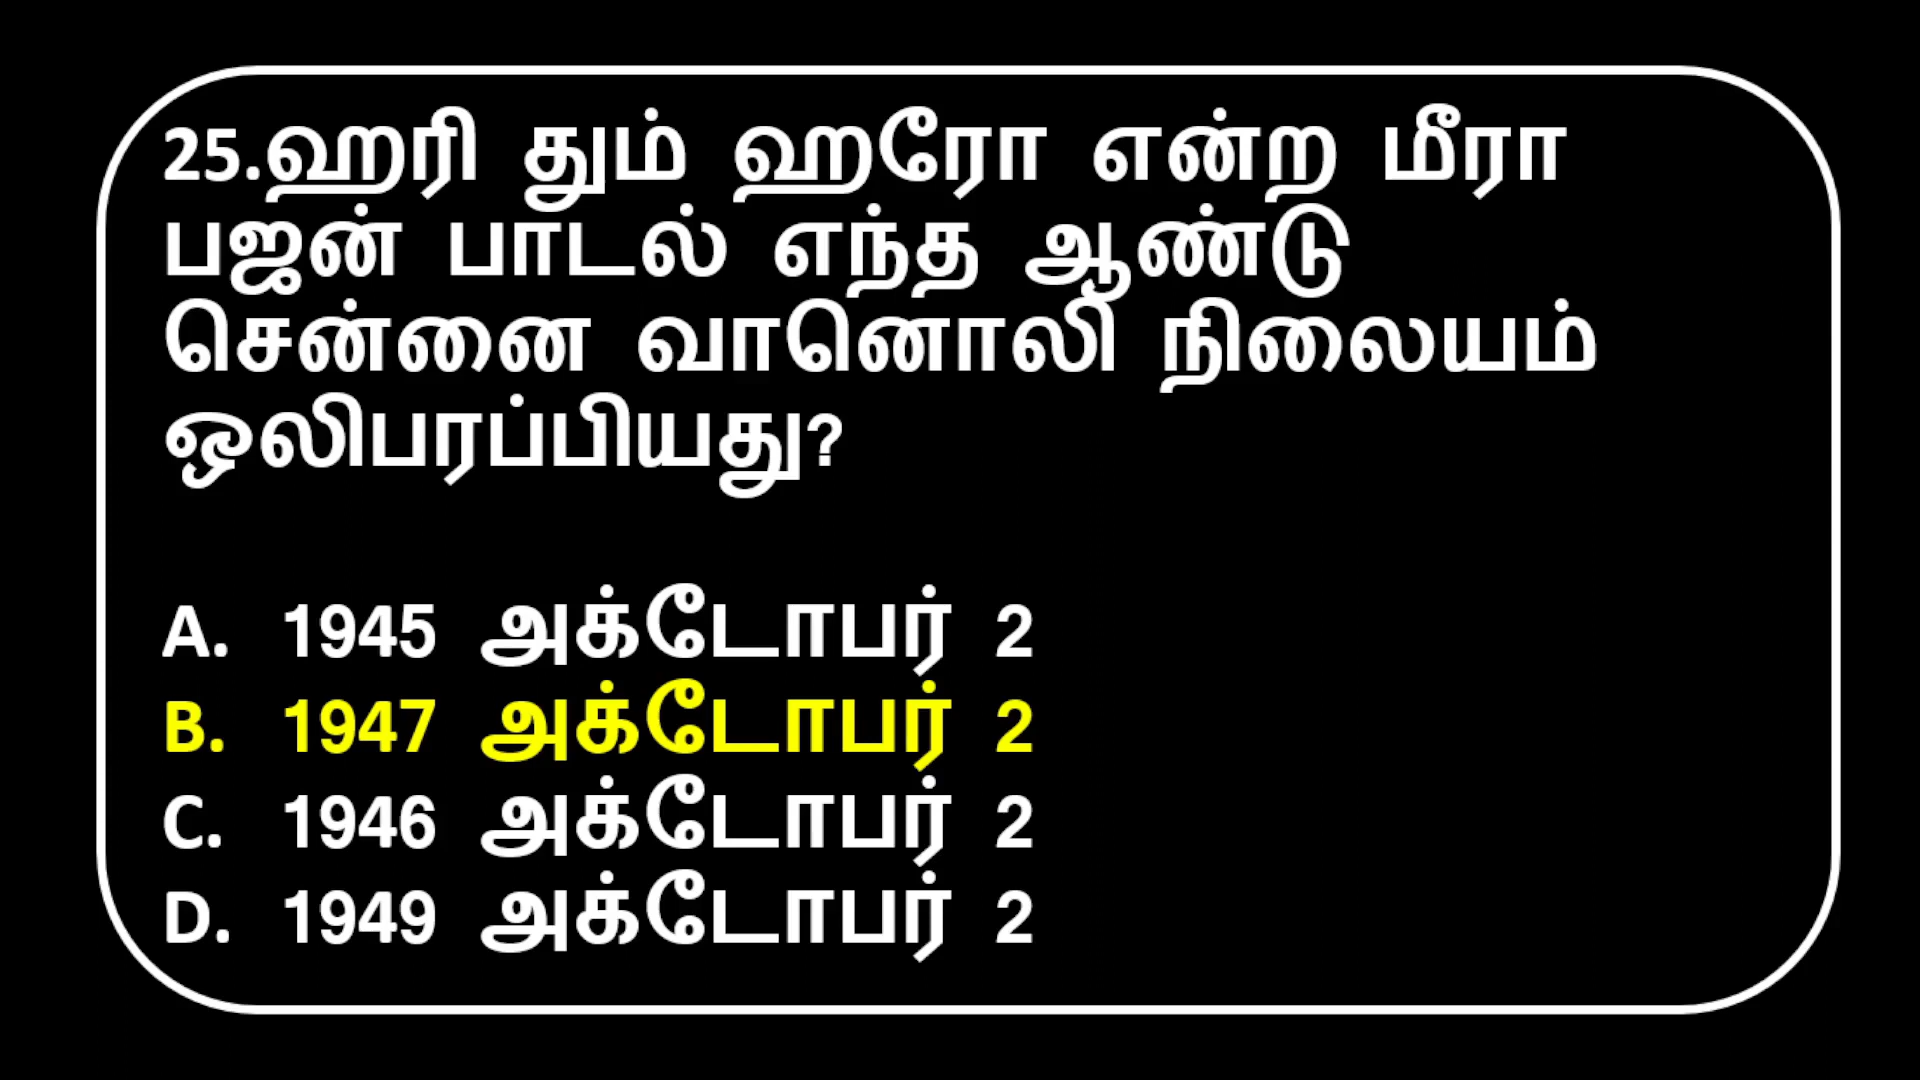 25.ஹரி தும் ஹரோ என்ற மீரா
பஜன் பாடல் எந்த ஆண்டு
சென்னை வானொலி நிலையம்
ஒலிபரப்பியது?
A. 1945 அக்டோபர் 2
B. 1947 அக்டோபர் 2
C. 1946 அக்டோபர் 2
D. 1949 அக்டோபர் 2